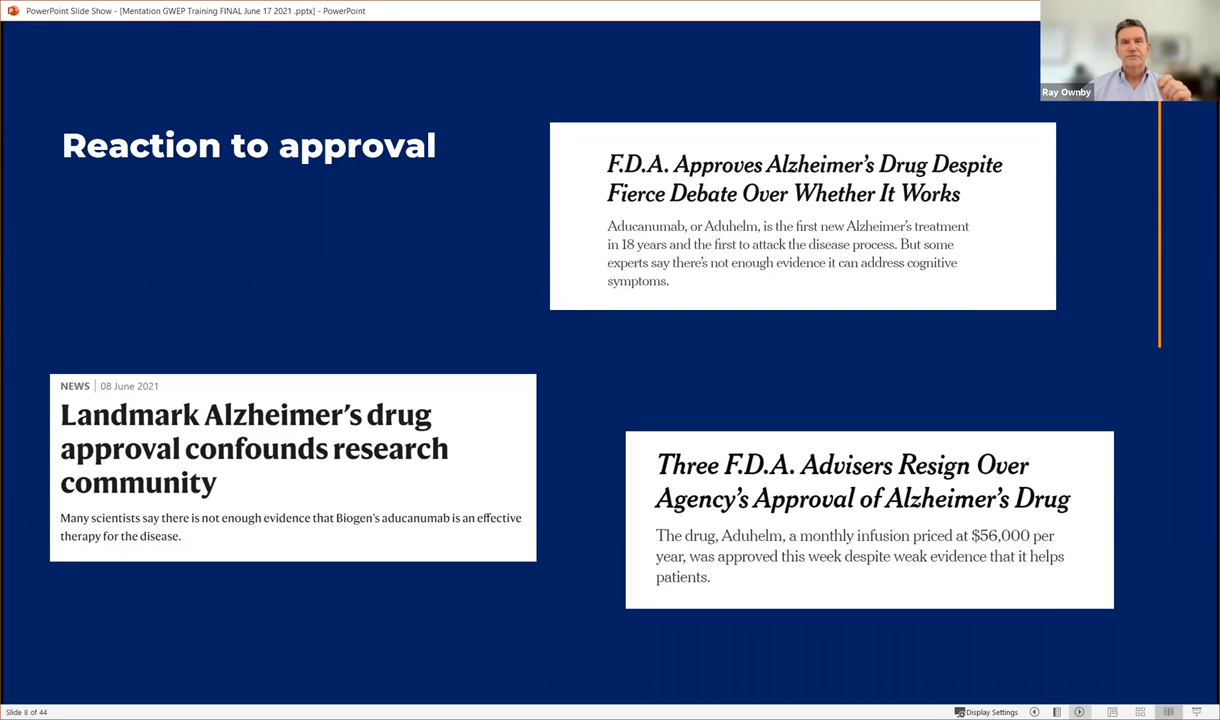 PowerPoint Slide Show - [Mentation GWEP Training FINAL June 17 2021 .pptx] - PowerPoint
Ray Ownby
Reaction to approval
F.D.A. Approves Alzheimer's Drug Despite
Fierce Debate Over Whether It Works
Aducanumab, or Aduhelm, is the first new Alzheimer's treatment
in 18 years and the first to attack the disease process. But some
experts say there's not enough evidence it can address cognitive
symptoms.
NEWS | 08 June 2021
Landmark Alzheimer's drug
approval confounds research
community
Many scientists say there is not enough evidence that Biogen's aducanumab is an effective
therapy for the disease.
Three F.D.A. Advisers Resign Over
Agency's Approval of Alzheimer's Drug
The drug, Aduhelm, a monthly infusion priced at $56,000 per
year, was approved this week despite weak evidence that it helps
patients.
Slide 8 of 44
Display Settings